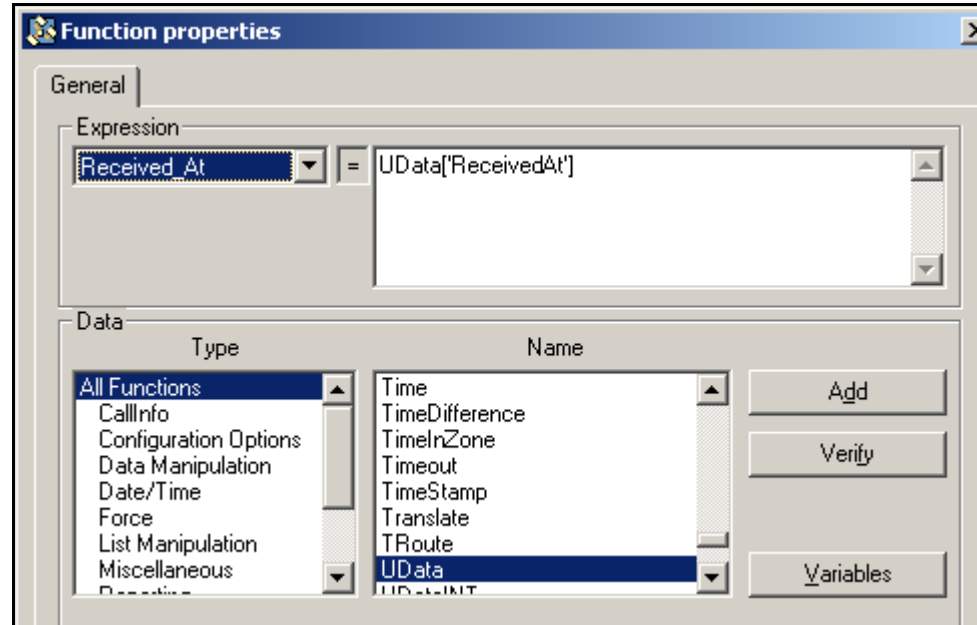 Function properties
General
Expression
Received_At = UData['ReceivedAt']
Data
Type Name
All Functions
CallInfo
Configuration Options
Data Manipulation
Date/Time
Force
List Manipulation
Miscellaneous
Time
TimeDifference
TimeInZone
Timeout
TimeStamp
Translate
TRoute
UData
Add
Verify
Variables